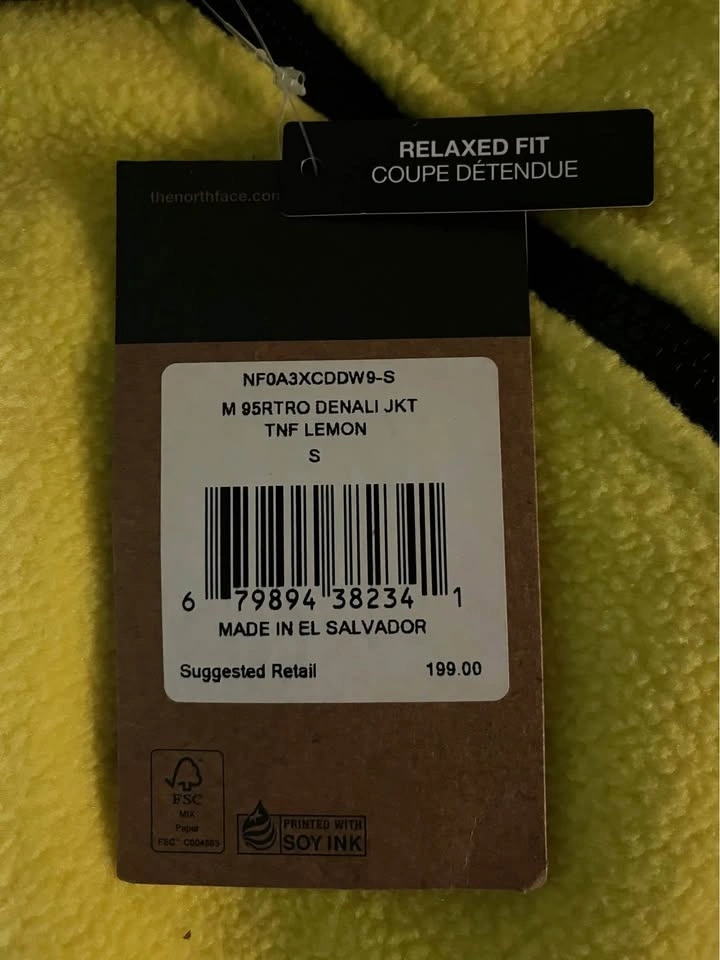 RELAXED FIT
COUPE DÉTENDUE
thenorthface.com
NF0A3XCDDW9-S
M 95RTRO DENALI JKT
TNF LEMON
S
6 79894 38234 1
MADE IN EL SALVADOR
Suggested Retail 199.00
FSC
MIX
Paper
PRINTED WITH
SOY INK